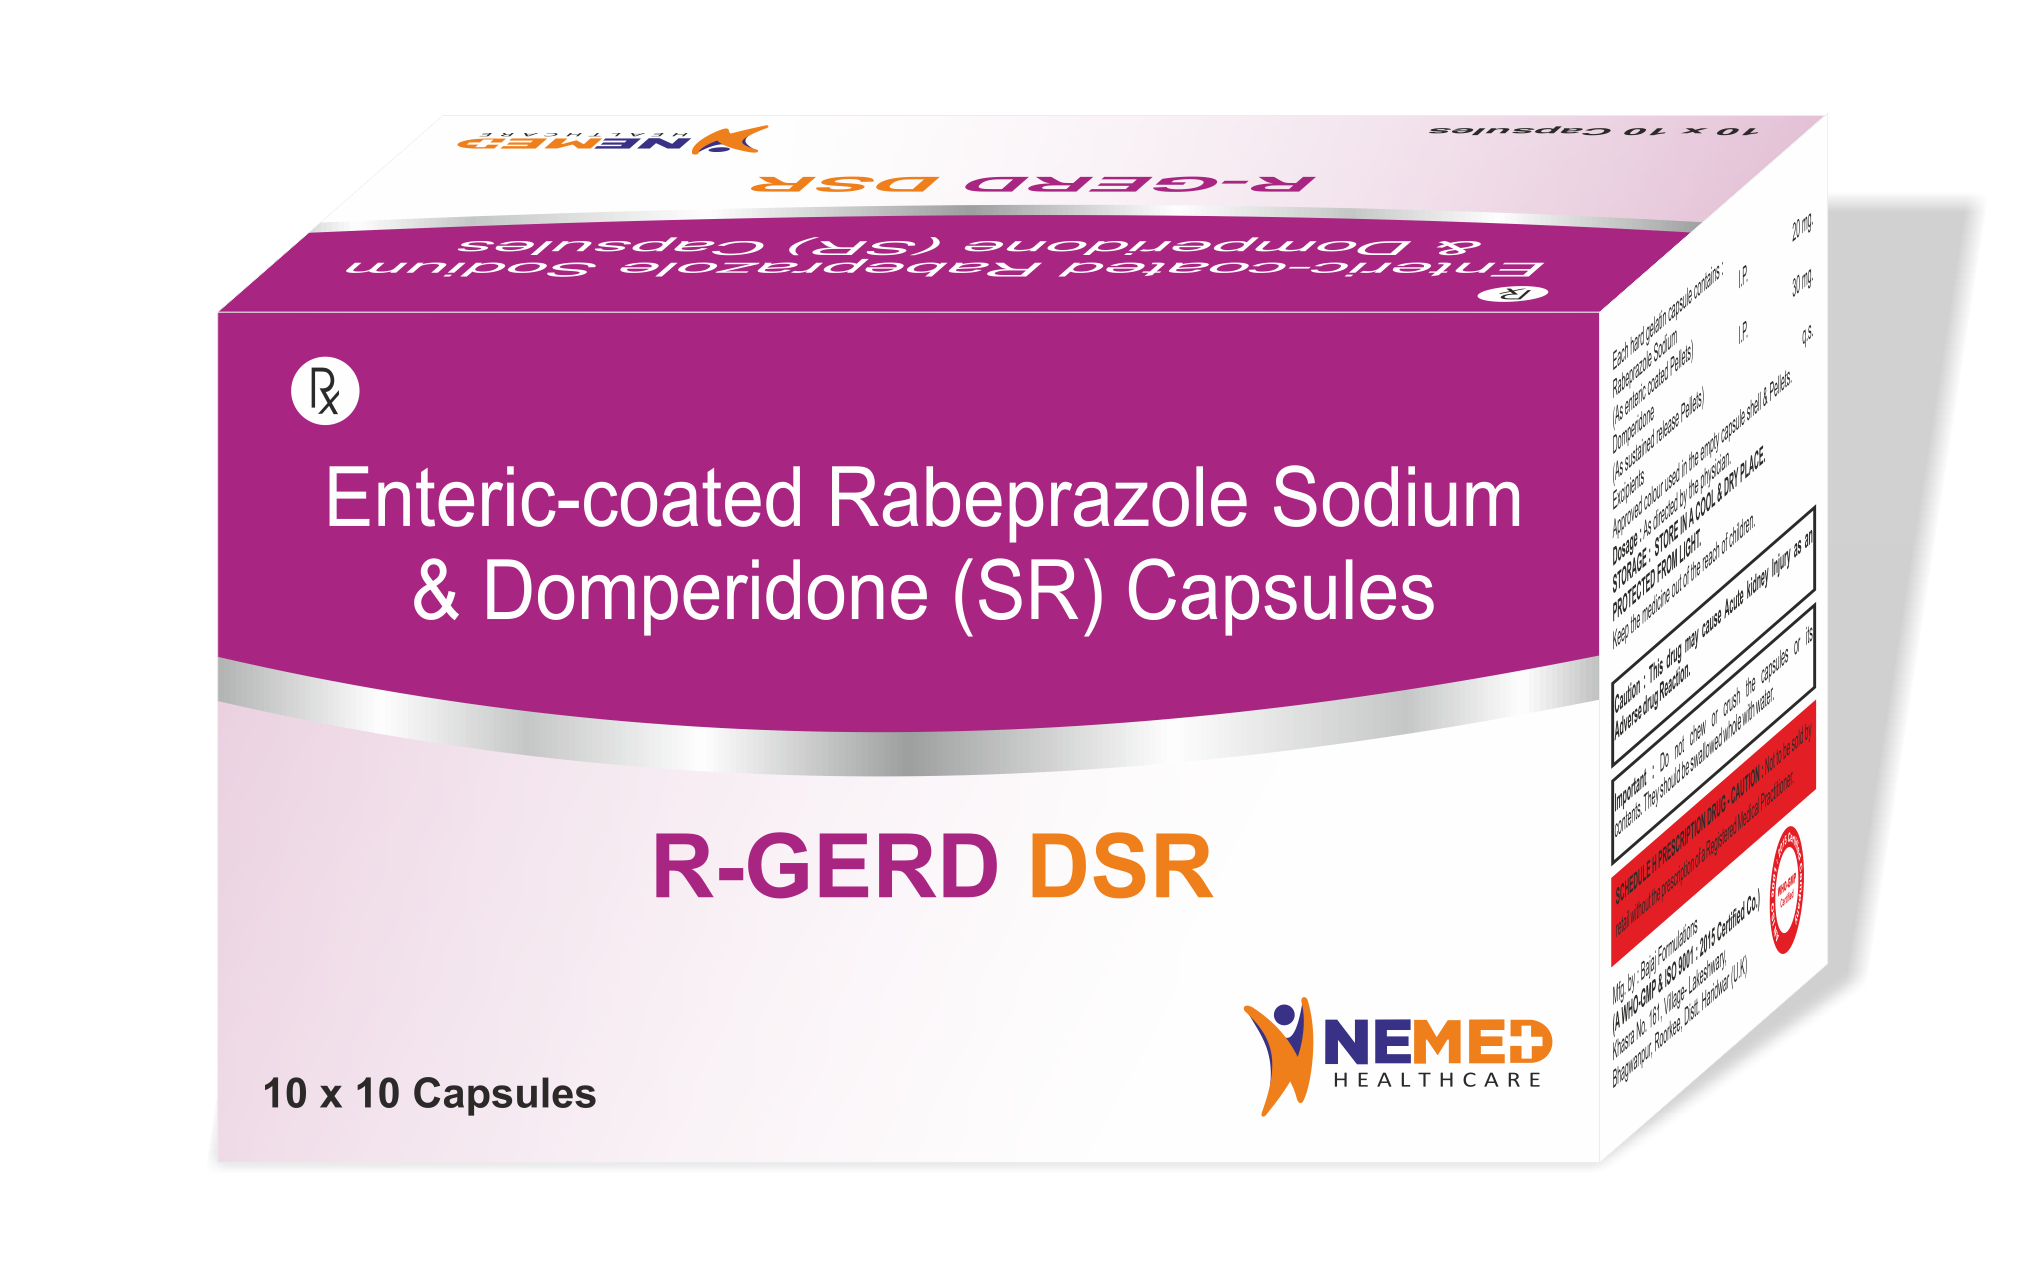 NEMED
HEALTHCARE
10 x 10 Capsules
R-GERD DSR
Enteric-coated Rabeprazole Sodium
& Domperidone (SR) Capsules
Rx
Rx
Enteric-coated Rabeprazole Sodium
& Domperidone (SR) Capsules
R-GERD DSR
10 x 10 Capsules
NEMED
HEALTHCARE
Each hard gelatin capsule contains :
Rabeprazole Sodium I.P. 20 mg.
(As enteric coated Pellets)
Domperidone I.P. 30 mg.
(As sustained release Pellets)
Excipients q.s.
Approved colour used in the empty capsule shell & Pellets.
Dosage : As directed by the physician.
STORAGE : STORE IN A COOL & DRY PLACE.
PROTECTED FROM LIGHT.
Keep the medicine out of the reach of children.
Caution : This drug may cause Acute kidney Injury as an
Adverse drug Reaction.
Important : Do not chew or crush the capsules or its
contents. They should be swallowed whole with water.
SCHEDULE H PRESCRIPTION DRUG - CAUTION : Not to be sold by
retail without the prescription of a Registered Medical Practitioner.
Mfg. by : Bajaj Formulations
(A WHO-GMP & ISO 9001 : 2015 Certified Co.)
Khasra No. 161, Village- Lakeshwary,
Bhagwanpur, Roorkee, Distt. Haridwar (U.K)
WHO-GMP
Certified